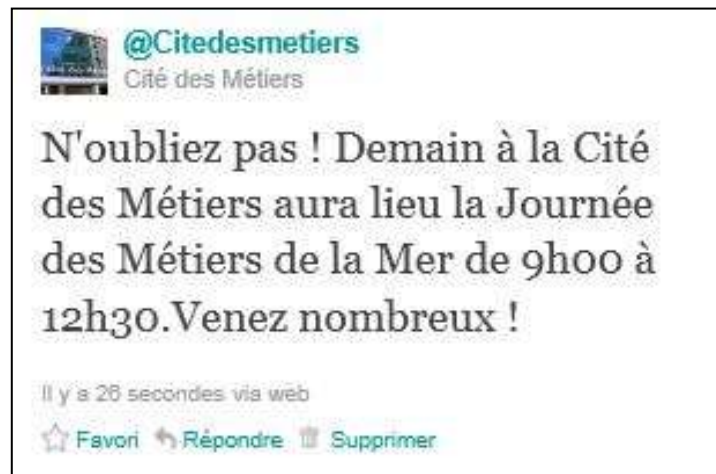 @Citedesmetiers
Cité des Métiers
N'oubliez pas ! Demain à la Cité
des Métiers aura lieu la Journée
des Métiers de la Mer de 9h00 à
12h30.Venez nombreux !
Il y a 26 secondes via web
Favori Répondre Supprimer